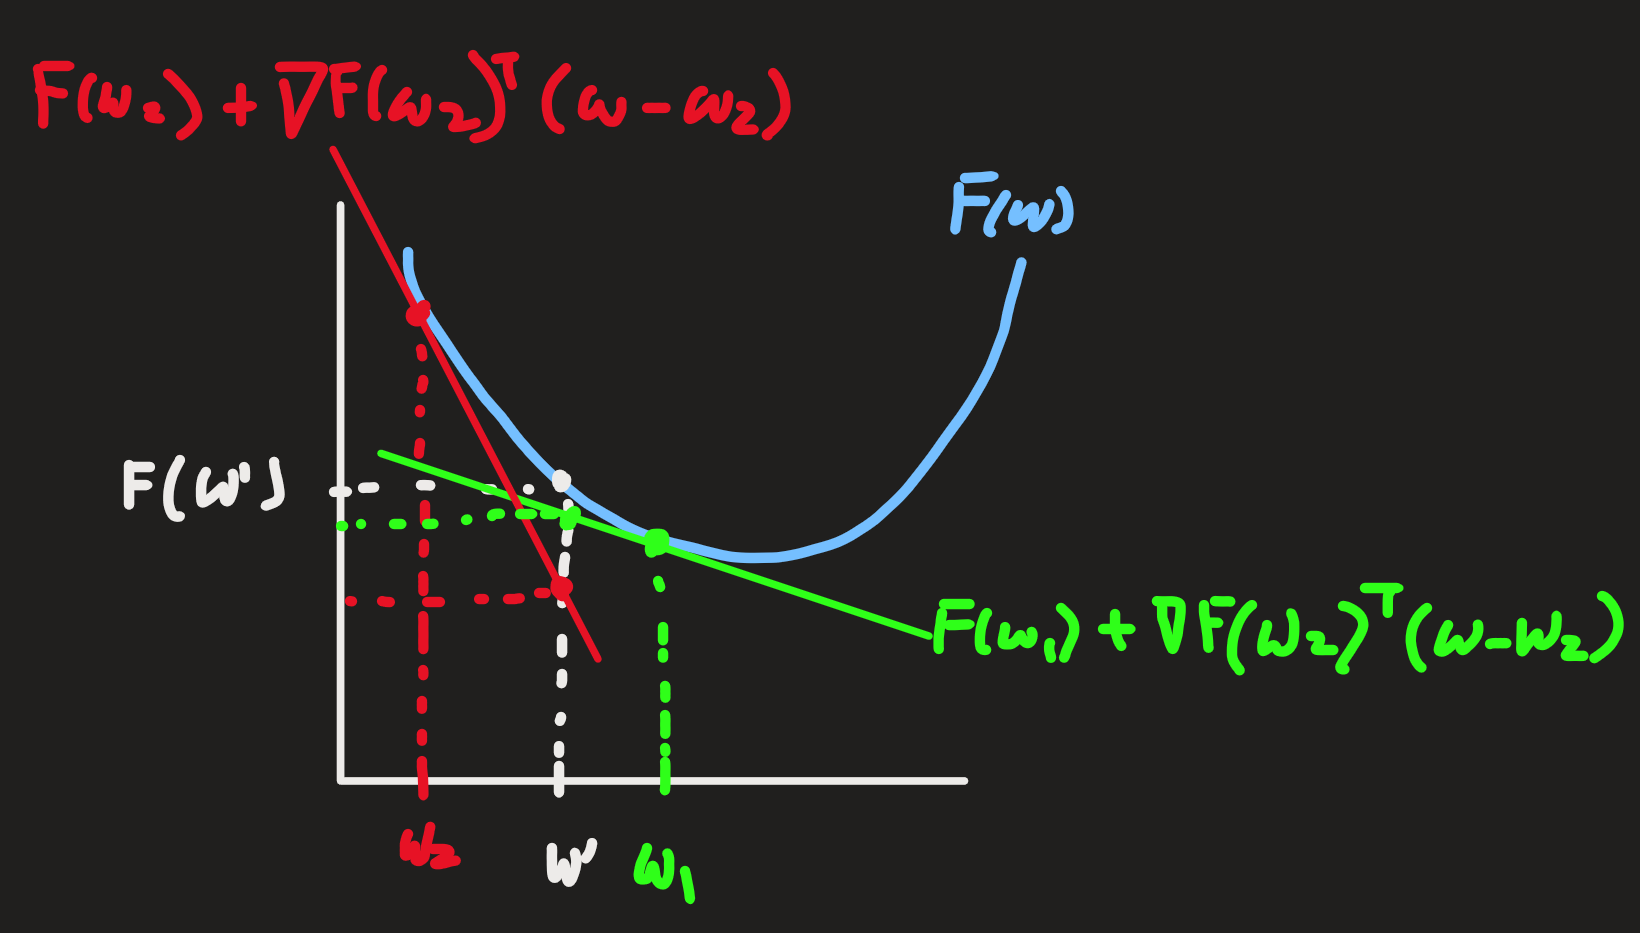 F(w₂) + ∇F(w₂)ᵀ (w - w₂)
F(w)
F(w')
F(w₁) + ∇F(w₂)ᵀ (w - w₂)
w₂
w'
w₁